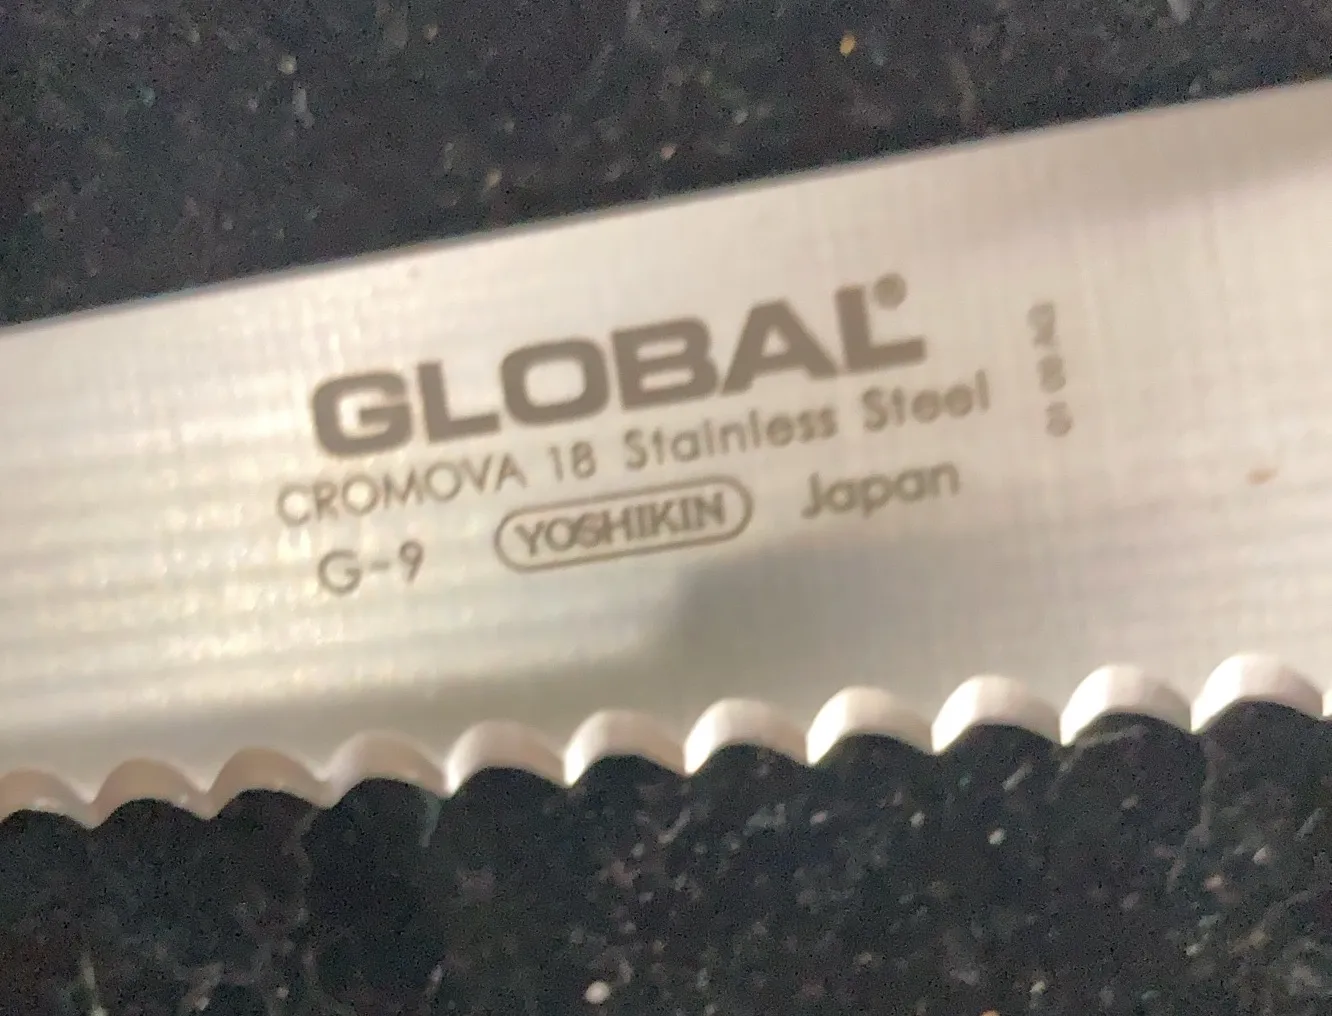 GLOBAL®
CROMOVA 18 Stainless Steel
G-9 YOSHIKIN Japan